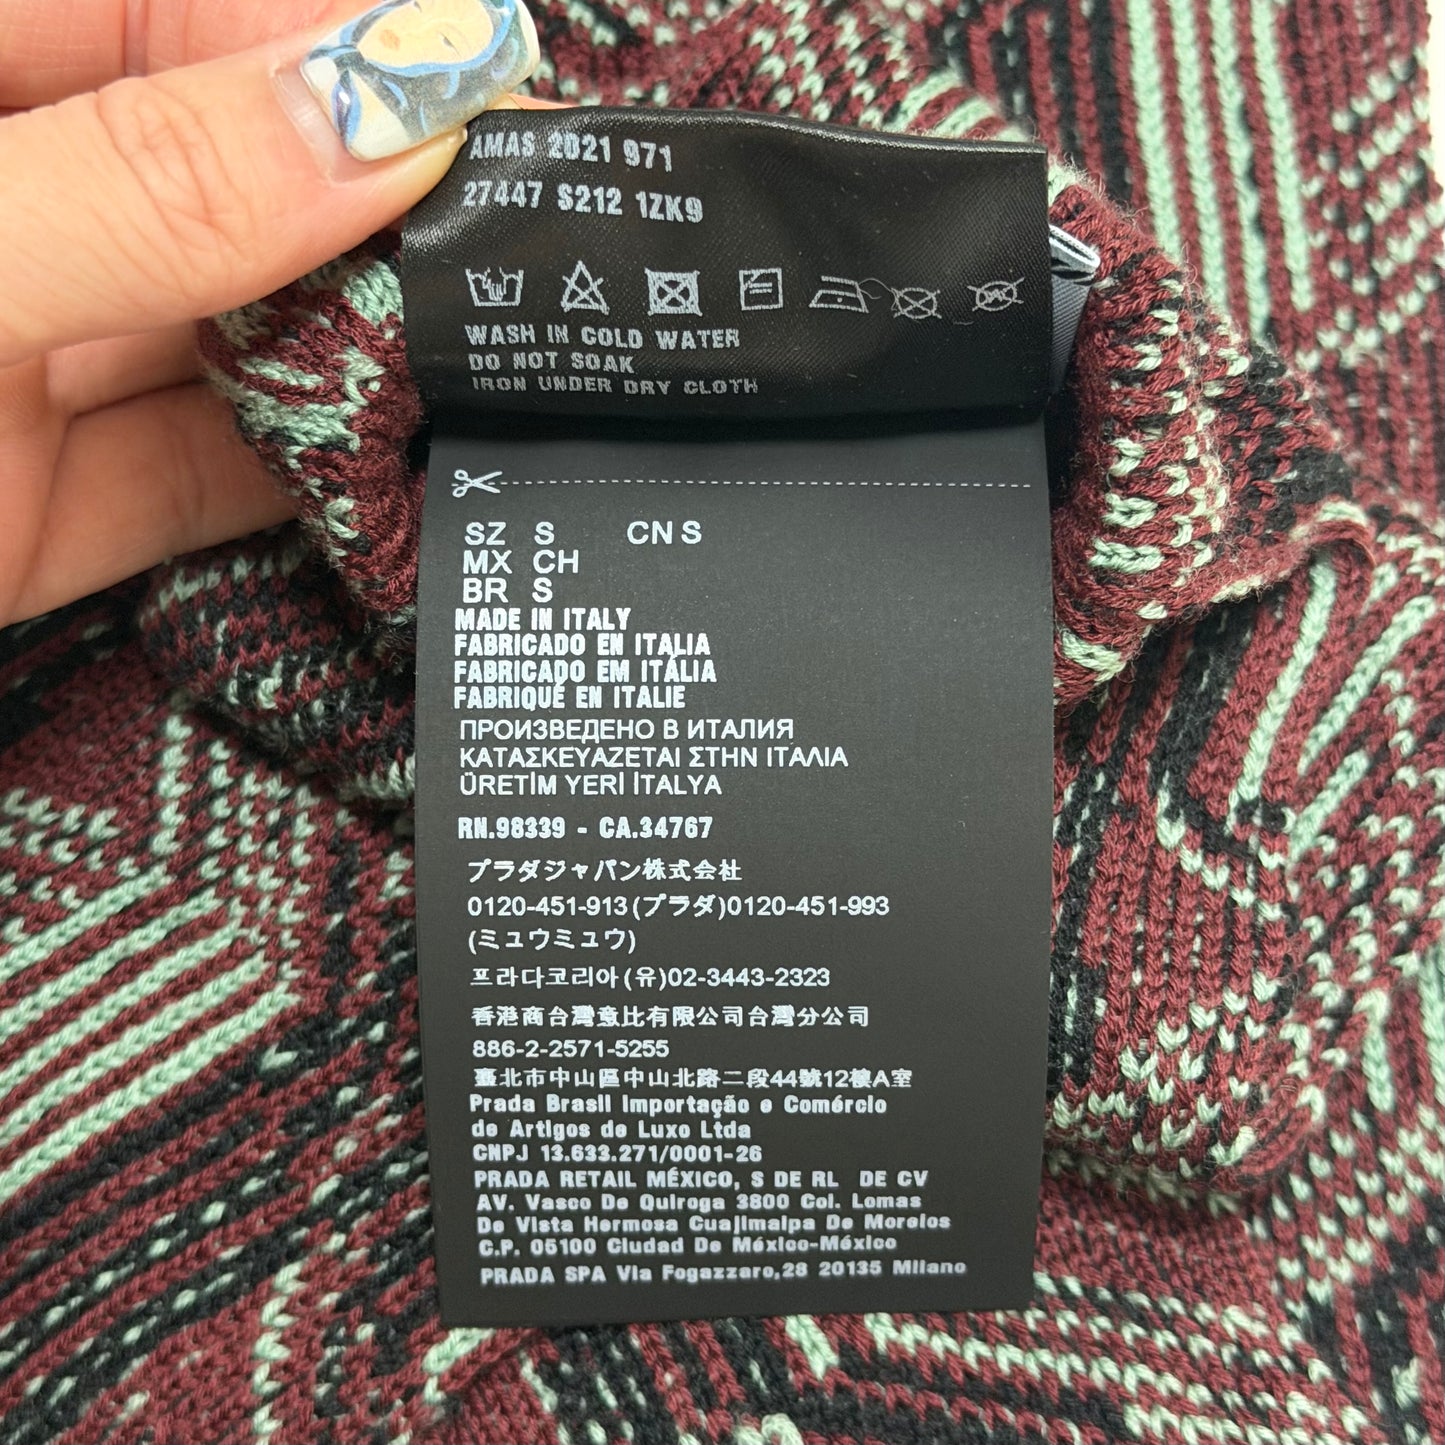 AMAS 2021 971
27447 S212 1ZK9
WASH IN COLD WATER
DO NOT SOAK
IRON UNDER DRY CLOTH
SZ S CN S
MX CH
BR S
MADE IN ITALY
FABRICADO EN ITALIA
FABRICADO EM ITÁLIA
FABRIQUÉ EN ITALIE
ПРОИЗВЕДЕНО В ИТАЛИЯ
ΚΑΤΑΣΚΕΥΑΖΕΤΑΙ ΣΤΗΝ ΙΤΑΛΙΑ
ÜRETİM YERİ İTALYA
RN.98339 - CA.34767
プラダジャパン株式会社
0120-451-913(プラダ)0120-451-993
(ミュウミュウ)
프라다코리아(유)02-3443-2323
香港商台灣意比有限公司台灣分公司
886-2-2571-5255
臺北市中山區中山北路二段44號12樓A室
Prada Brasil Importação e Comércio
de Artigos de Luxo Ltda
CNPJ 13.633.271/0001-26
PRADA RETAIL MÉXICO, S DE RL DE CV
AV. Vasco De Quiroga 3800 Col. Lomas
De Vista Hermosa Cuajimalpa De Morelos
C.P. 05100 Ciudad De México-México
PRADA SPA Via Fogazzaro,28 20135 Milano